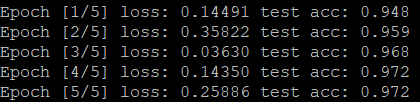 Epoch [1/5] loss: 0.14491 test acc: 0.948
Epoch [2/5] loss: 0.35822 test acc: 0.959
Epoch [3/5] loss: 0.03630 test acc: 0.968
Epoch [4/5] loss: 0.14350 test acc: 0.972
Epoch [5/5] loss: 0.25886 test acc: 0.972